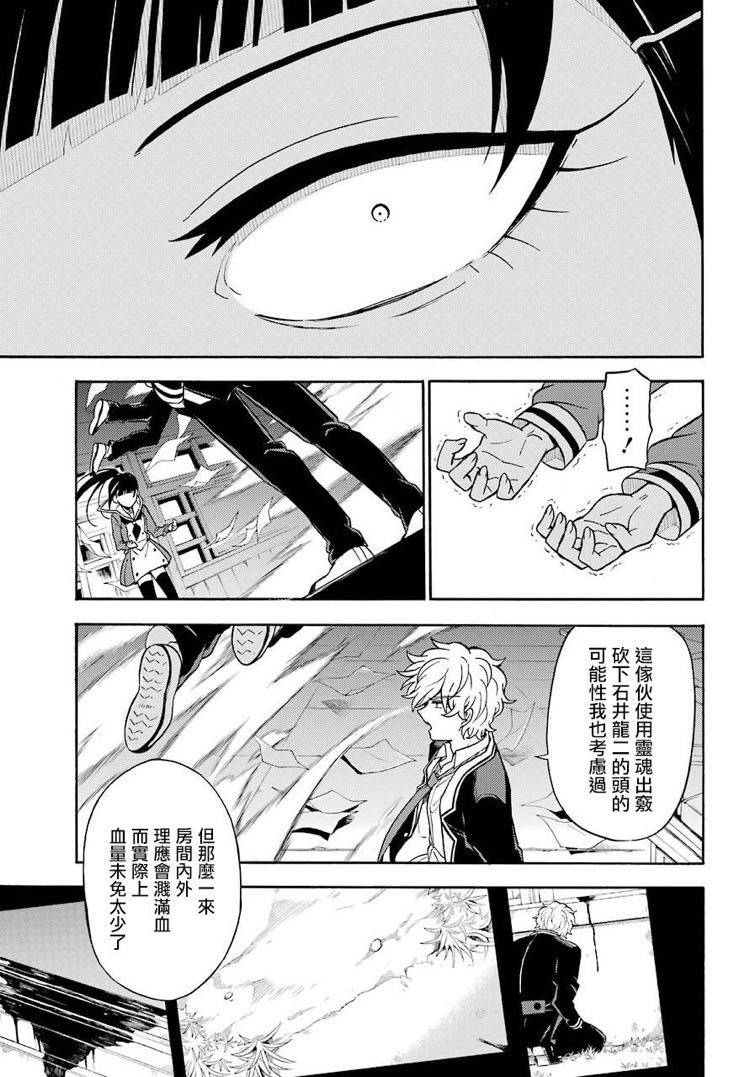 ……！
這傢伙使用靈魂出竅
砍下石井龍二的頭的
可能性我也考慮過
但那麼一來
房間內外
理應會濺滿血
而實際上
血量未免太少了